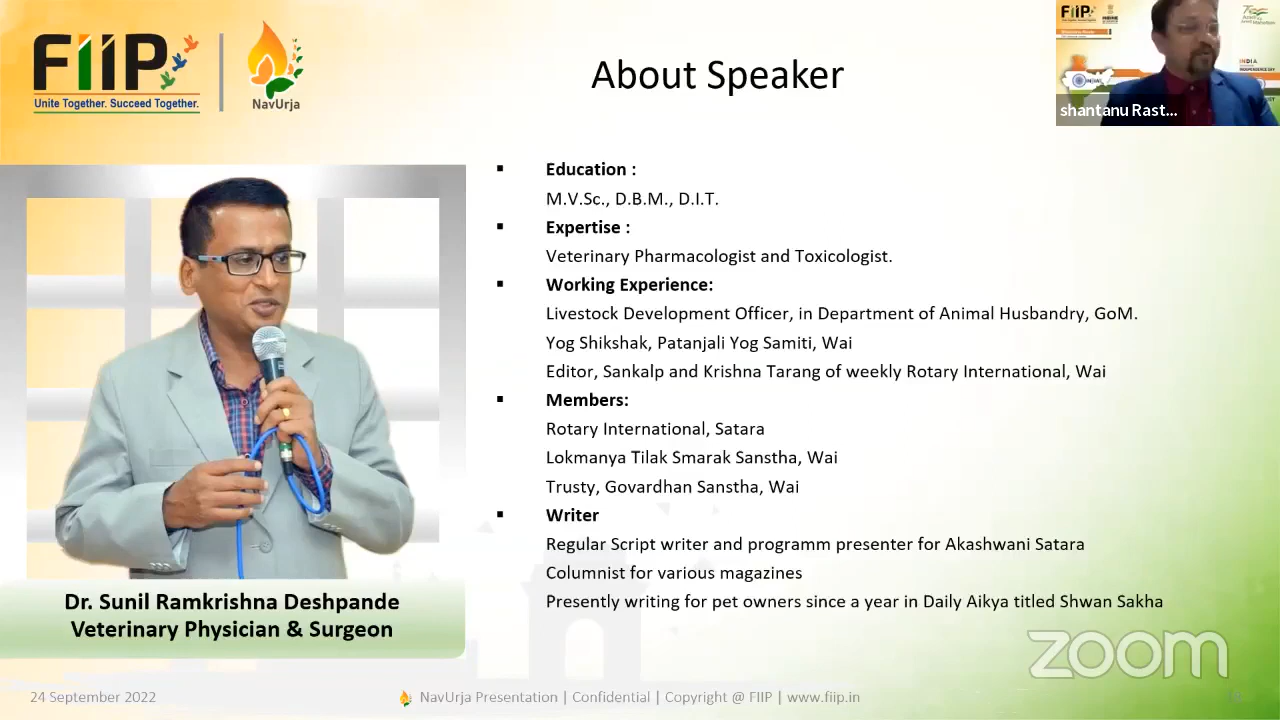 FiiP
Unite Together. Succeed Together.
NavUrja
About Speaker
shantanu Rast...
▪ Education :
M.V.Sc., D.B.M., D.I.T.
▪ Expertise :
Veterinary Pharmacologist and Toxicologist.
▪ Working Experience:
Livestock Development Officer, in Department of Animal Husbandry, GoM.
Yog Shikshak, Patanjali Yog Samiti, Wai
Editor, Sankalp and Krishna Tarang of weekly Rotary International, Wai
▪ Members:
Rotary International, Satara
Lokmanya Tilak Smarak Sanstha, Wai
Trusty, Govardhan Sanstha, Wai
▪ Writer
Regular Script writer and programm presenter for Akashwani Satara
Columnist for various magazines
Presently writing for pet owners since a year in Daily Aikya titled Shwan Sakha
Dr. Sunil Ramkrishna Deshpande
Veterinary Physician & Surgeon
zoom
24 September 2022
NavUrja Presentation | Confidential | Copyright @ FIIP | www.fiip.in